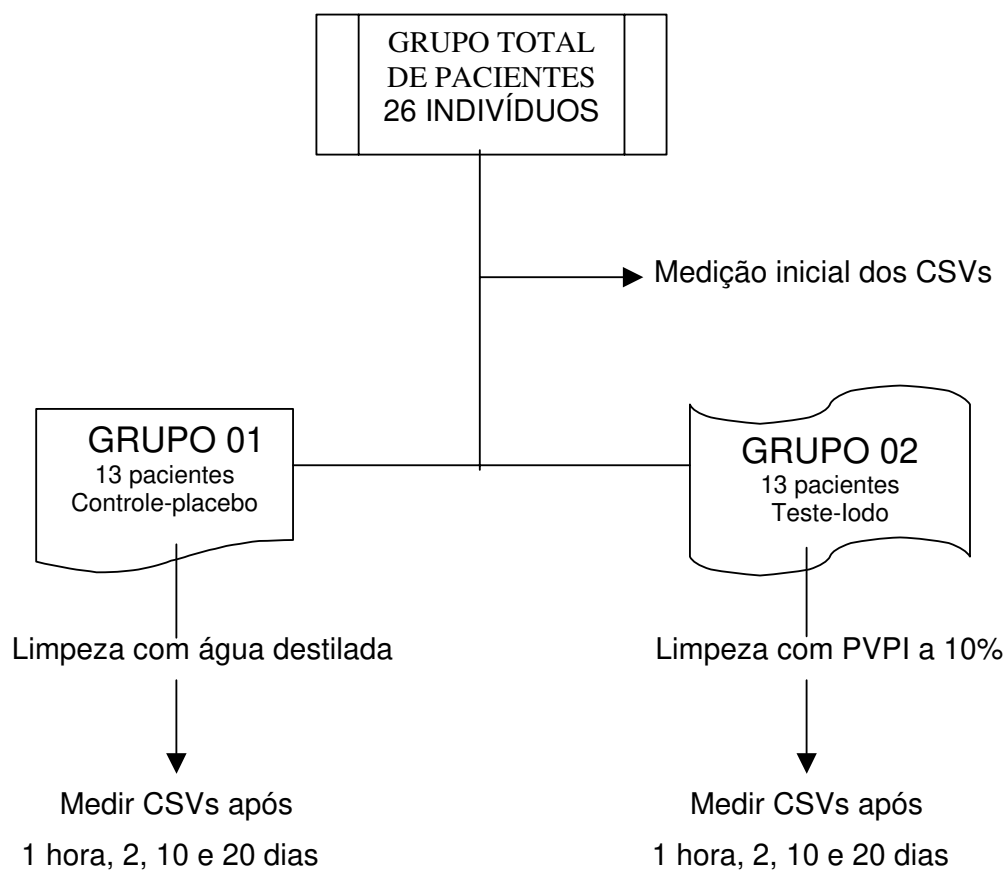 GRUPO TOTAL
DE PACIENTES
26 INDIVÍDUOS
Medição inicial dos CSVs
GRUPO 01
13 pacientes
Controle-placebo
GRUPO 02
13 pacientes
Teste-Iodo
Limpeza com água destilada
Limpeza com PVPI a 10%
Medir CSVs após
1 hora, 2, 10 e 20 dias
Medir CSVs após
1 hora, 2, 10 e 20 dias